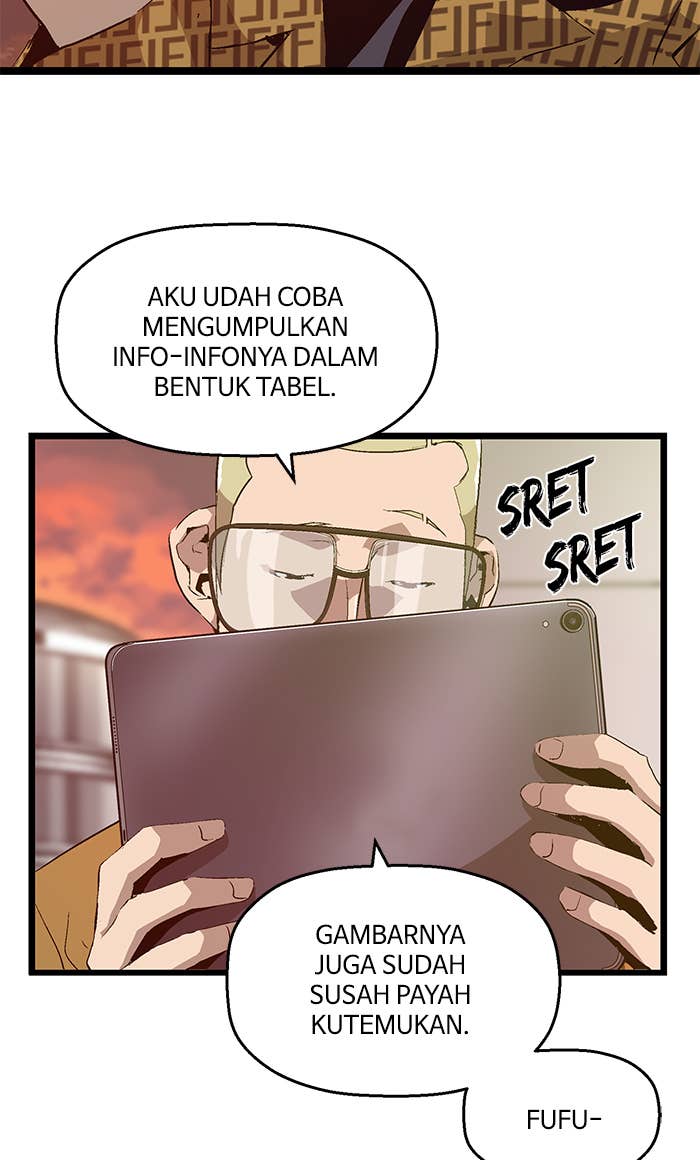 AKU UDAH COBA
MENGUMPULKAN
INFO-INFONYA DALAM
BENTUK TABEL.
SRET
SRET
GAMBARNYA
JUGA SUDAH
SUSAH PAYAH
KUTEMUKAN.
FUFU-